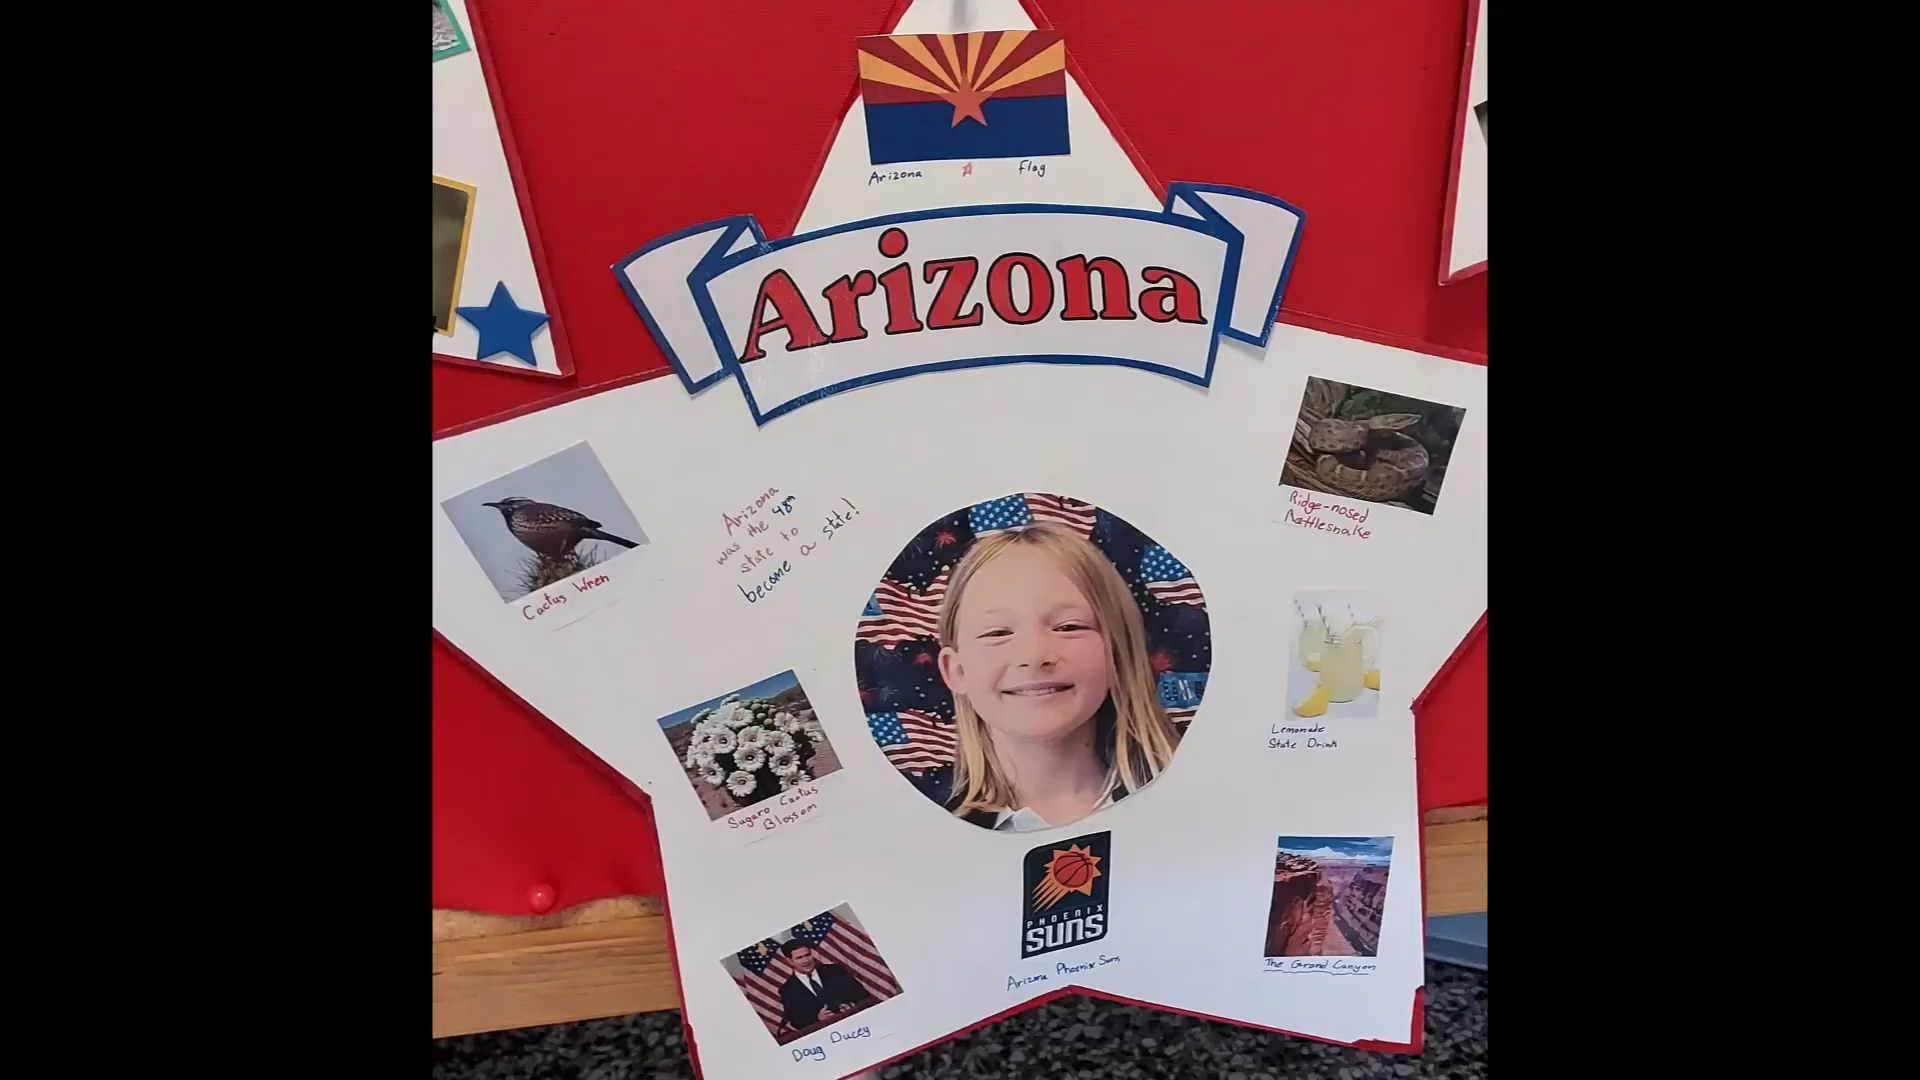 Arizona Flag
Arizona
Arizona
was the 48th
state to
become a state!
Cactus Wren
Ridge-nosed
Rattlesnake
Lemonade
State Drink
Suguaro Cactus
Blossom
PHOENIX
SUNS
Arizona Phoenix Suns
The Grand Canyon
Doug Ducey